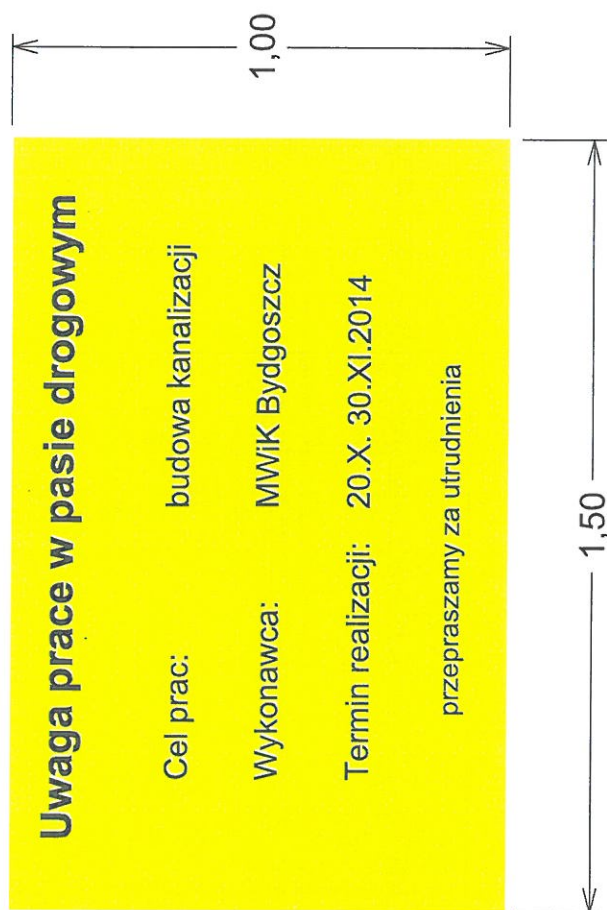 Uwaga prace w pasie drogowym
Cel prac: budowa kanalizacji
Wykonawca: MWiK Bydgoszcz
Termin realizacji: 20.X. 30.XI.2014
przepraszamy za utrudnienia
1,00
1,50